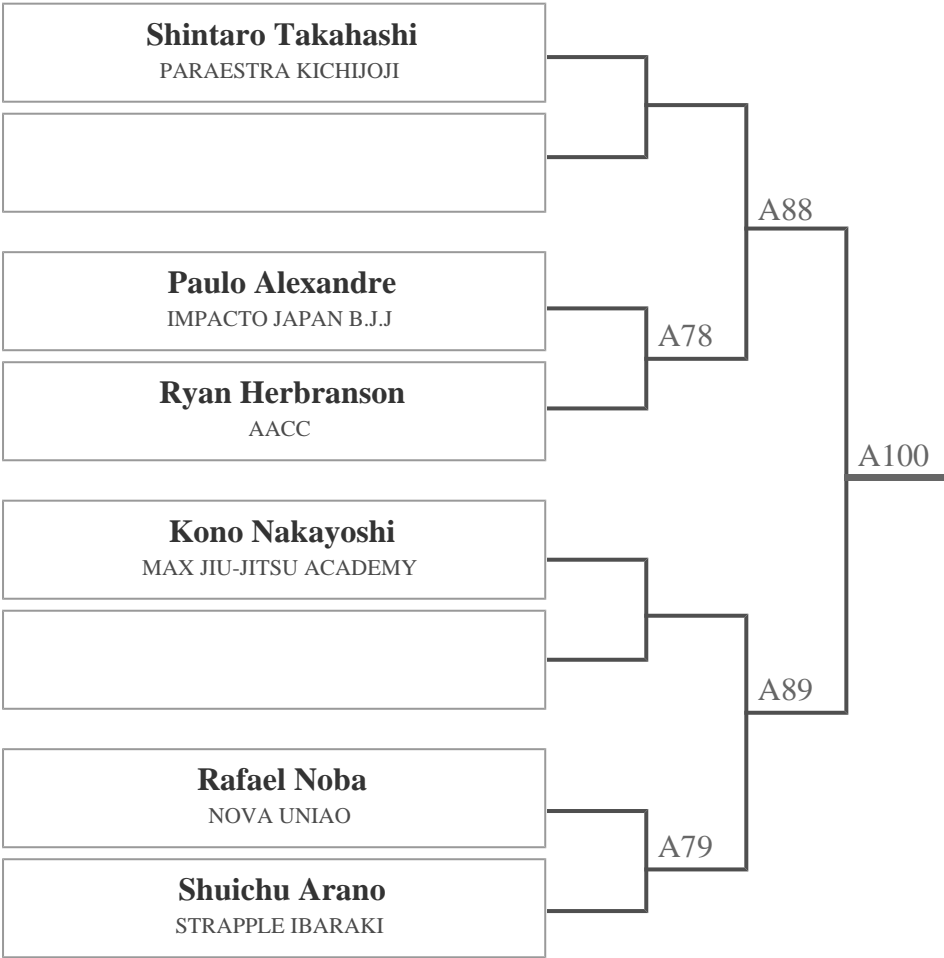 Shintaro Takahashi
PARAESTRA KICHIJOJI
A88
Paulo Alexandre
IMPACTO JAPAN B.J.J
A78
Ryan Herbranson
AACC
A100
Kono Nakayoshi
MAX JIU-JITSU ACADEMY
A89
Rafael Noba
NOVA UNIAO
A79
Shuichu Arano
STRAPPLE IBARAKI